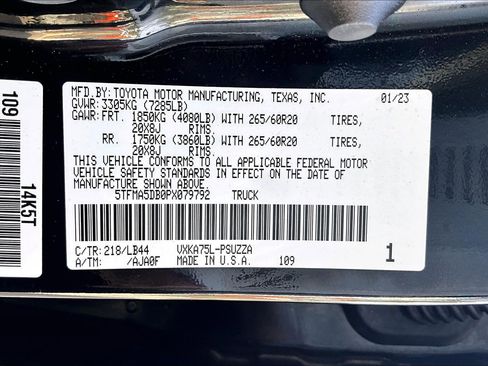 MFD.BY: TOYOTA MOTOR MANUFACTURING, TEXAS, INC. 01/23
GVWR: 3305KG (7285LB)
GAWR: FRT. 1850KG (4080LB) WITH 265/60R20 TIRES,
20X8J RIMS.
RR. 1750KG (3860LB) WITH 265/60R20 TIRES,
20X8J RIMS.
THIS VEHICLE CONFORMS TO ALL APPLICABLE FEDERAL MOTOR
VEHICLE SAFETY STANDARDS IN EFFECT ON THE DATE OF
MANUFACTURE SHOWN ABOVE.
5TFMA5DB0PX079792 TRUCK
C/TR: 218/LB44 VXKA75L-PSUZZA
A/TM: /AJA0F MADE IN U.S.A. 109 1
109
14K5T